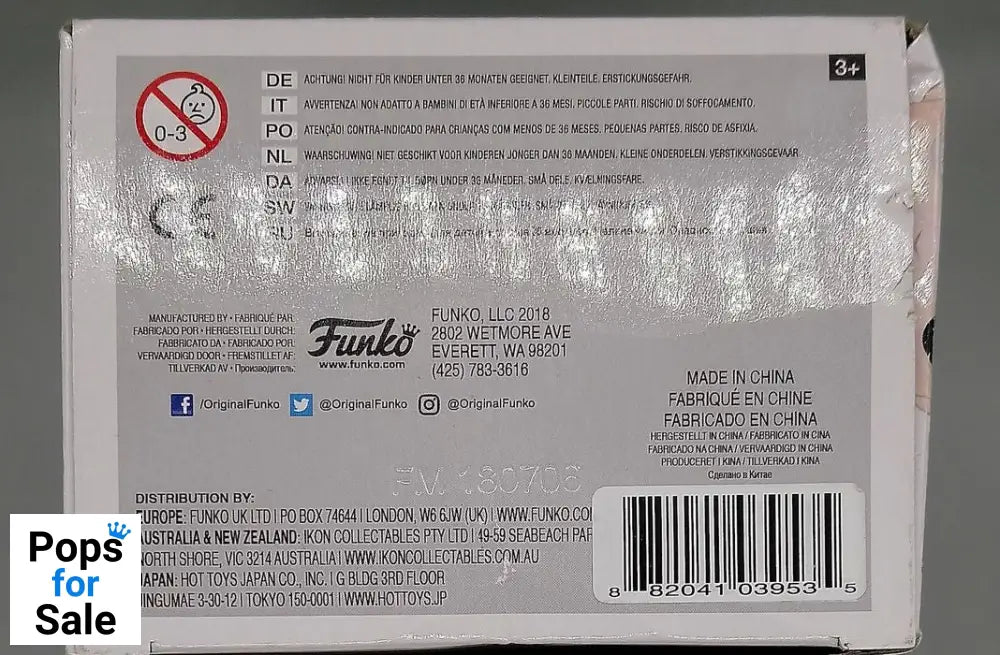 3+
0-3
DE ACHTUNG! NICHT FÜR KINDER UNTER 36 MONATEN GEEIGNET. KLEINTEILE. ERSTICKUNGSGEFAHR.
IT AVVERTENZA! NON ADATTO A BAMBINI DI ETÀ INFERIORE A 36 MESI. PICCOLE PARTI. RISCHIO DI SOFFOCAMENTO.
PO ATENÇÃO! CONTRA-INDICADO PARA CRIANÇAS COM MENOS DE 36 MESES. PEQUENAS PARTES. RISCO DE ASFIXIA.
NL WAARSCHUWING! NIET GESCHIKT VOOR KINDEREN JONGER DAN 36 MAANDEN. KLEINE ONDERDELEN. VERSTIKKINGSGEVAAR.
DA UNDER 36 MÅNEDER. SMÅ DELE. KVÆLNINGSFARE.
SW
RU
CE
MANUFACTURED BY • FABRIQUÉ PAR:
FABRICADO POR • HERGESTELLT DURCH:
FABBRICATO DA • FABRICADO POR:
VERVAARDIGD DOOR • FREMSTILLET AF:
TILLVERKAD AV • Производитель:
Funko
www.funko.com
FUNKO, LLC 2018
2802 WETMORE AVE
EVERETT, WA 98201
(425) 783-3616
/OriginalFunko @OriginalFunko @OriginalFunko
MADE IN CHINA
FABRIQUÉ EN CHINE
FABRICADO EN CHINA
HERGESTELLT IN CHINA / FABBRICATO IN CINA
FABRICADO NA CHINA / VERVAARDIGD IN CHINA
PRODUCERET I KINA / TILLVERKAD I KINA
Сделано в Китае
FM 180706
DISTRIBUTION BY:
EUROPE: FUNKO UK LTD | PO BOX 74644 | LONDON, W6 6JW (UK) | WWW.FUNKO.CO
AUSTRALIA & NEW ZEALAND: IKON COLLECTABLES PTY LTD | 49-59 SEABEACH PAR
NORTH SHORE, VIC 3214 AUSTRALIA | WWW.IKONCOLLECTABLES.COM.AU
JAPAN: HOT TOYS JAPAN CO., INC. | G BLDG 3RD FLOOR
JINGUMAE 3-30-12 | TOKYO 150-0001 | WWW.HOTTOYS.JP
8 82041 03953 5
Pops
for
Sale